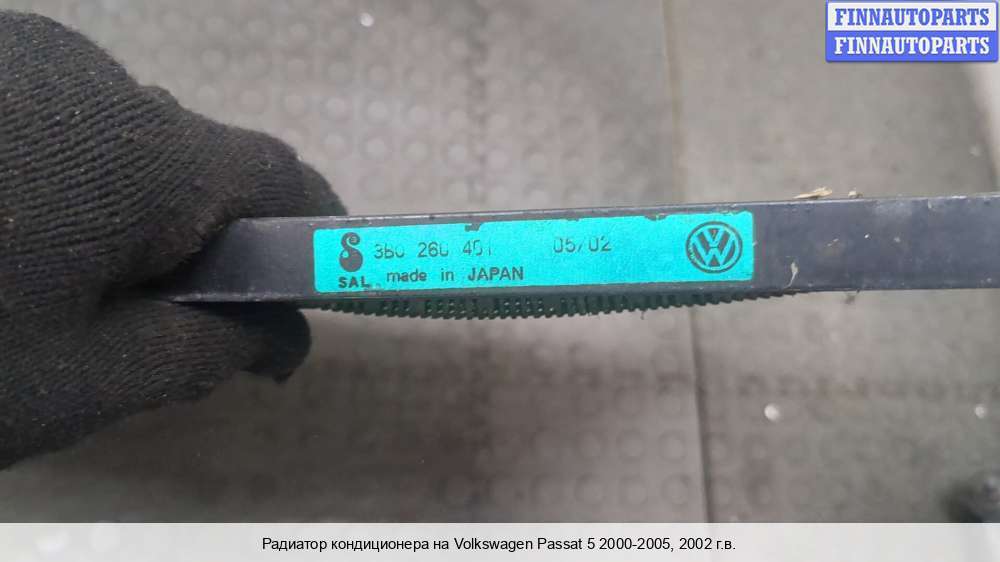 FINNAUTOPARTS
FINNAUTOPARTS
3B0 260 401 05/02
SAL made in JAPAN
Радиатор кондиционера на Volkswagen Passat 5 2000-2005, 2002 г.в.